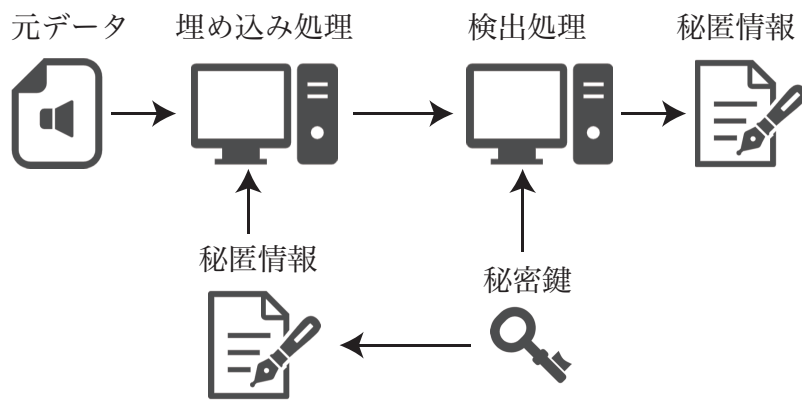 元データ
埋め込み処理
検出処理
秘匿情報
秘匿情報
秘密鍵